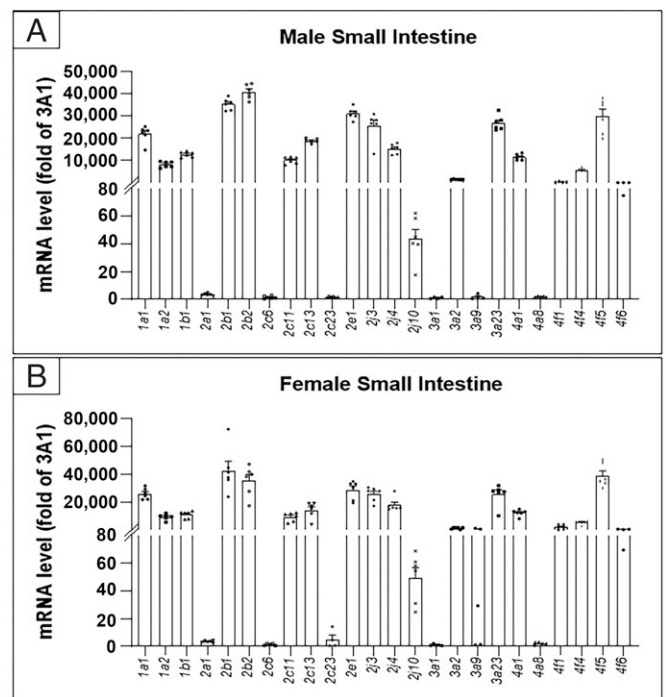 A
Male Small Intestine
mRNA level (fold of 3A1)
50,000
40,000
30,000
20,000
10,000
80
60
40
20
0
1a1 1a2 1b1 2a1 2b1 2b2 2c6 2c11 2c13 2c23 2e1 2j3 2j4 2j10 3a1 3a2 3a9 3a23 4a1 4a8 4f1 4f4 4f5 4f6
B
Female Small Intestine
mRNA level (fold of 3A1)
80,000
60,000
40,000
20,000
80
60
40
20
0
1a1 1a2 1b1 2a1 2b1 2b2 2c6 2c11 2c13 2c23 2e1 2j3 2j4 2j10 3a1 3a2 3a9 3a23 4a1 4a8 4f1 4f4 4f5 4f6